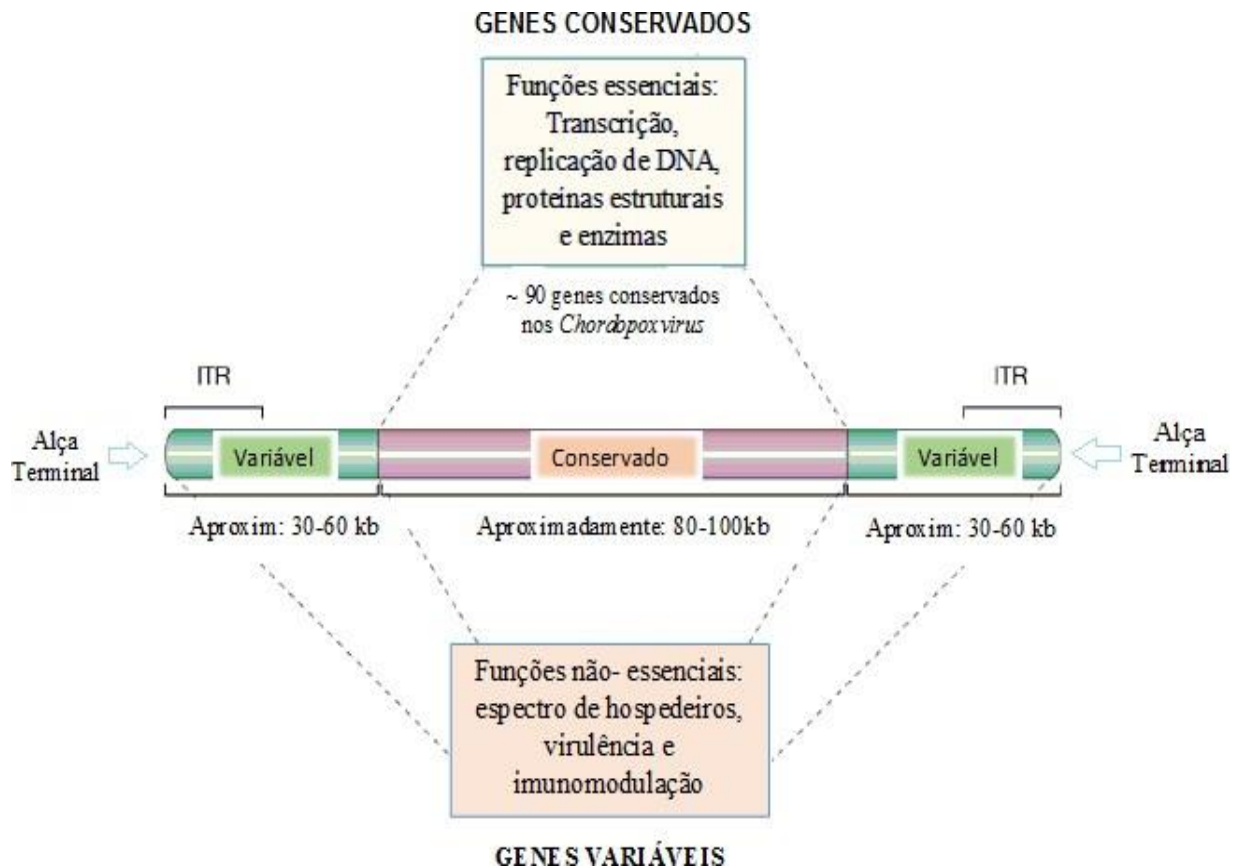 GENES CONSERVADOS
Funções essenciais:
Transcrição,
replicação de DNA,
proteínas estruturais
e enzimas
~ 90 genes conservados
nos Chordopoxvirus
ITR
ITR
Alça
Terminal
Variável
Conservado
Variável
Alça
Terminal
Aproxim: 30-60 kb
Aproximadamente: 80-100kb
Aproxim: 30-60 kb
Funções não- essenciais:
espectro de hospedeiros,
virulência e
imunomodulação
GENES VARIÁVEIS